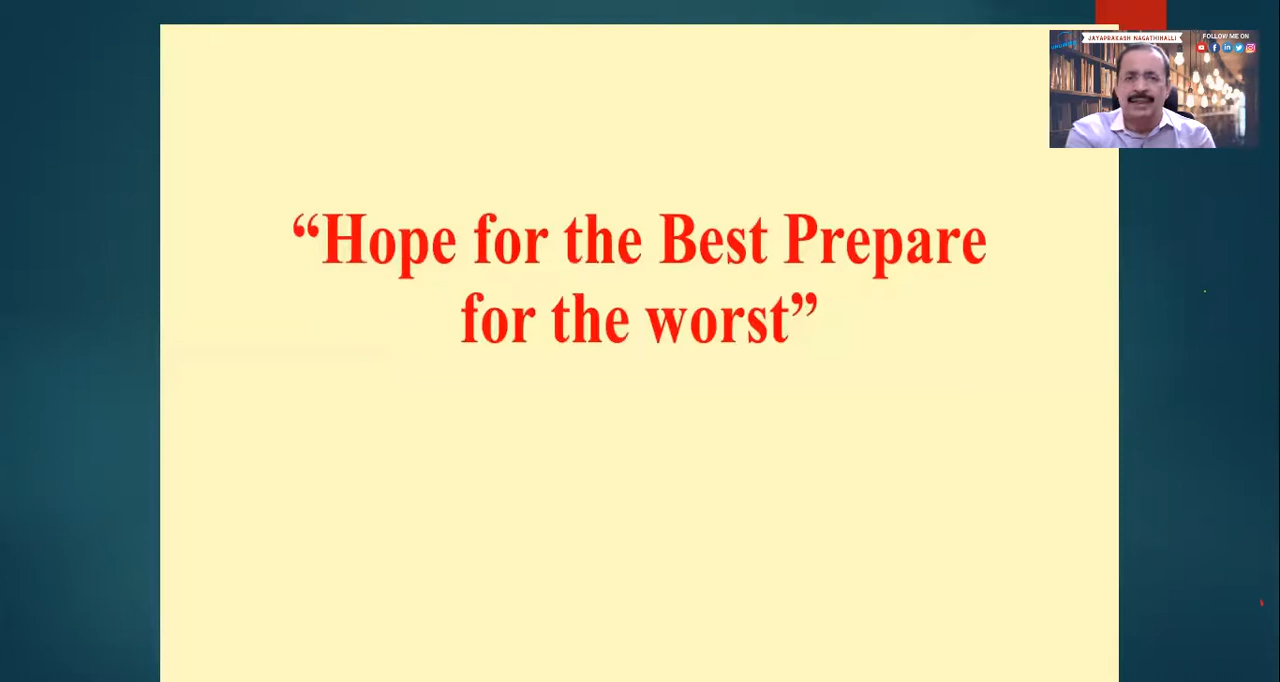 JAYAPRAKASH NAGATHIHALLI
FOLLOW ME ON
“Hope for the Best Prepare
for the worst”